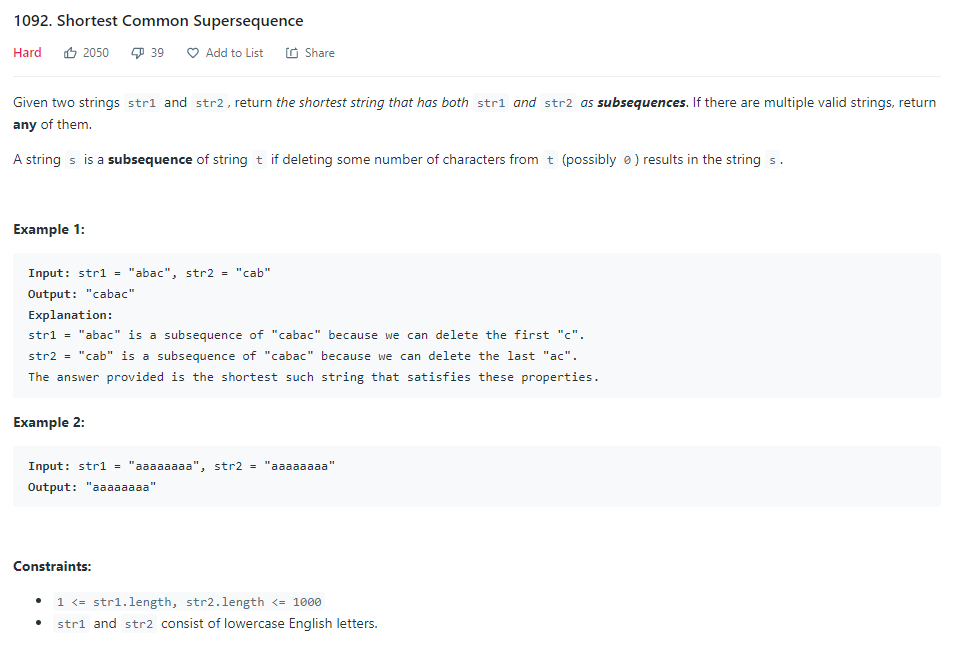 1092. Shortest Common Supersequence
Hard 2050 39 Add to List Share
Given two strings str1 and str2, return the shortest string that has both str1 and str2 as subsequences. If there are multiple valid strings, return
any of them.
A string s is a subsequence of string t if deleting some number of characters from t (possibly 0) results in the string s.
Example 1:
Input: str1 = "abac", str2 = "cab"
Output: "cabac"
Explanation:
str1 = "abac" is a subsequence of "cabac" because we can delete the first "c".
str2 = "cab" is a subsequence of "cabac" because we can delete the last "ac".
The answer provided is the shortest such string that satisfies these properties.
Example 2:
Input: str1 = "aaaaaaaa", str2 = "aaaaaaaa"
Output: "aaaaaaaa"
Constraints:
• 1 <= str1.length, str2.length <= 1000
• str1 and str2 consist of lowercase English letters.